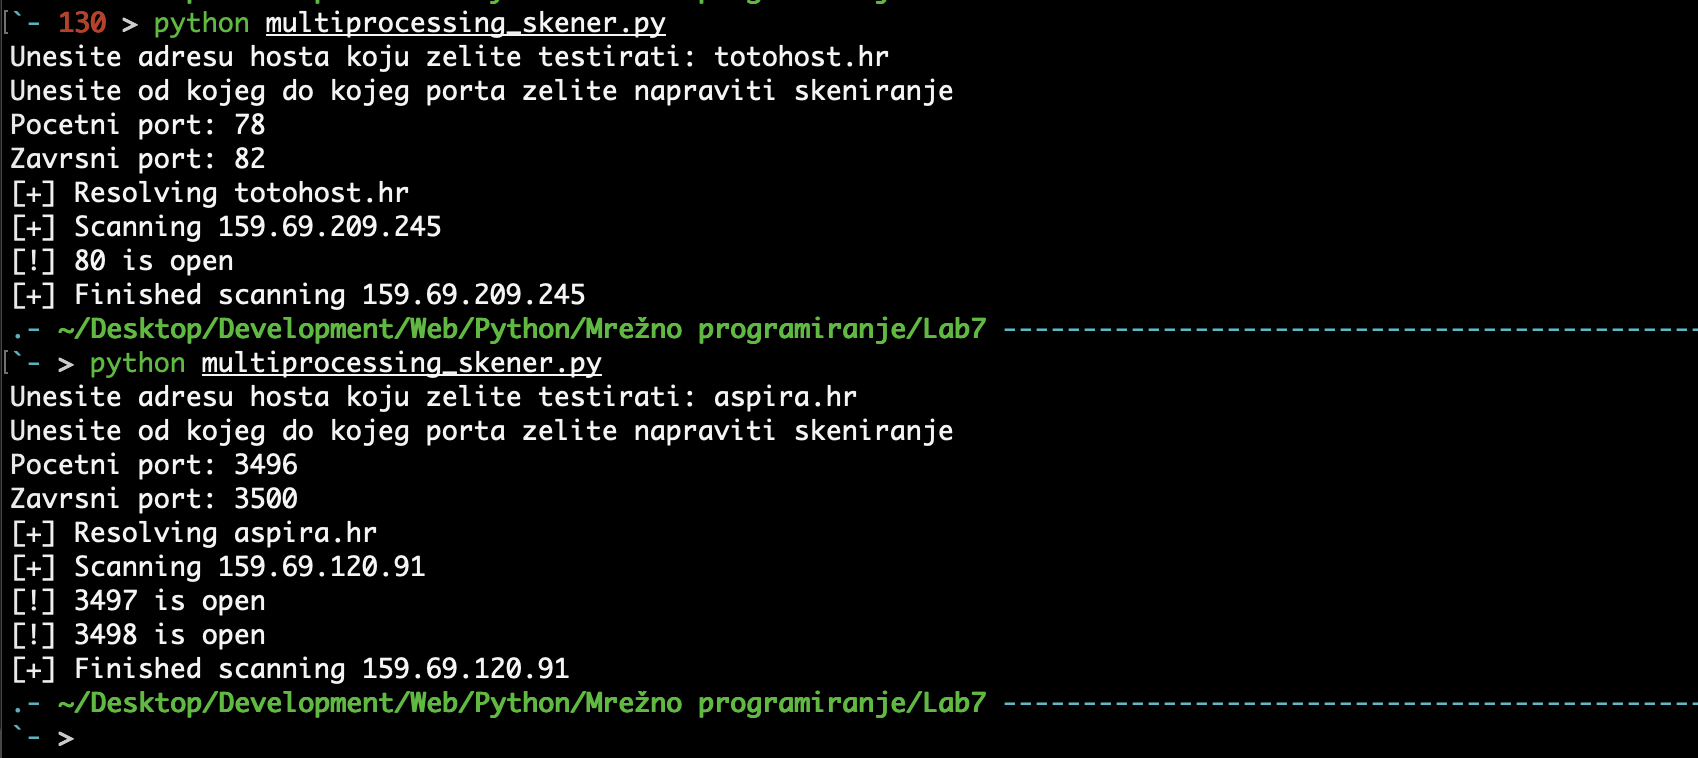 [`- 130 > python multiprocessing_skener.py
Unesite adresu hosta koju zelite testirati: totohost.hr
Unesite od kojeg do kojeg porta zelite napraviti skeniranje
Pocetni port: 78
Zavrsni port: 82
[+] Resolving totohost.hr
[+] Scanning 159.69.209.245
[!] 80 is open
[+] Finished scanning 159.69.209.245
.- ~/Desktop/Development/Web/Python/Mrežno programiranje/Lab7 -------------------------------------------
[`- > python multiprocessing_skener.py
Unesite adresu hosta koju zelite testirati: aspira.hr
Unesite od kojeg do kojeg porta zelite napraviti skeniranje
Pocetni port: 3496
Zavrsni port: 3500
[+] Resolving aspira.hr
[+] Scanning 159.69.120.91
[!] 3497 is open
[!] 3498 is open
[+] Finished scanning 159.69.120.91
.- ~/Desktop/Development/Web/Python/Mrežno programiranje/Lab7 -------------------------------------------
`- >